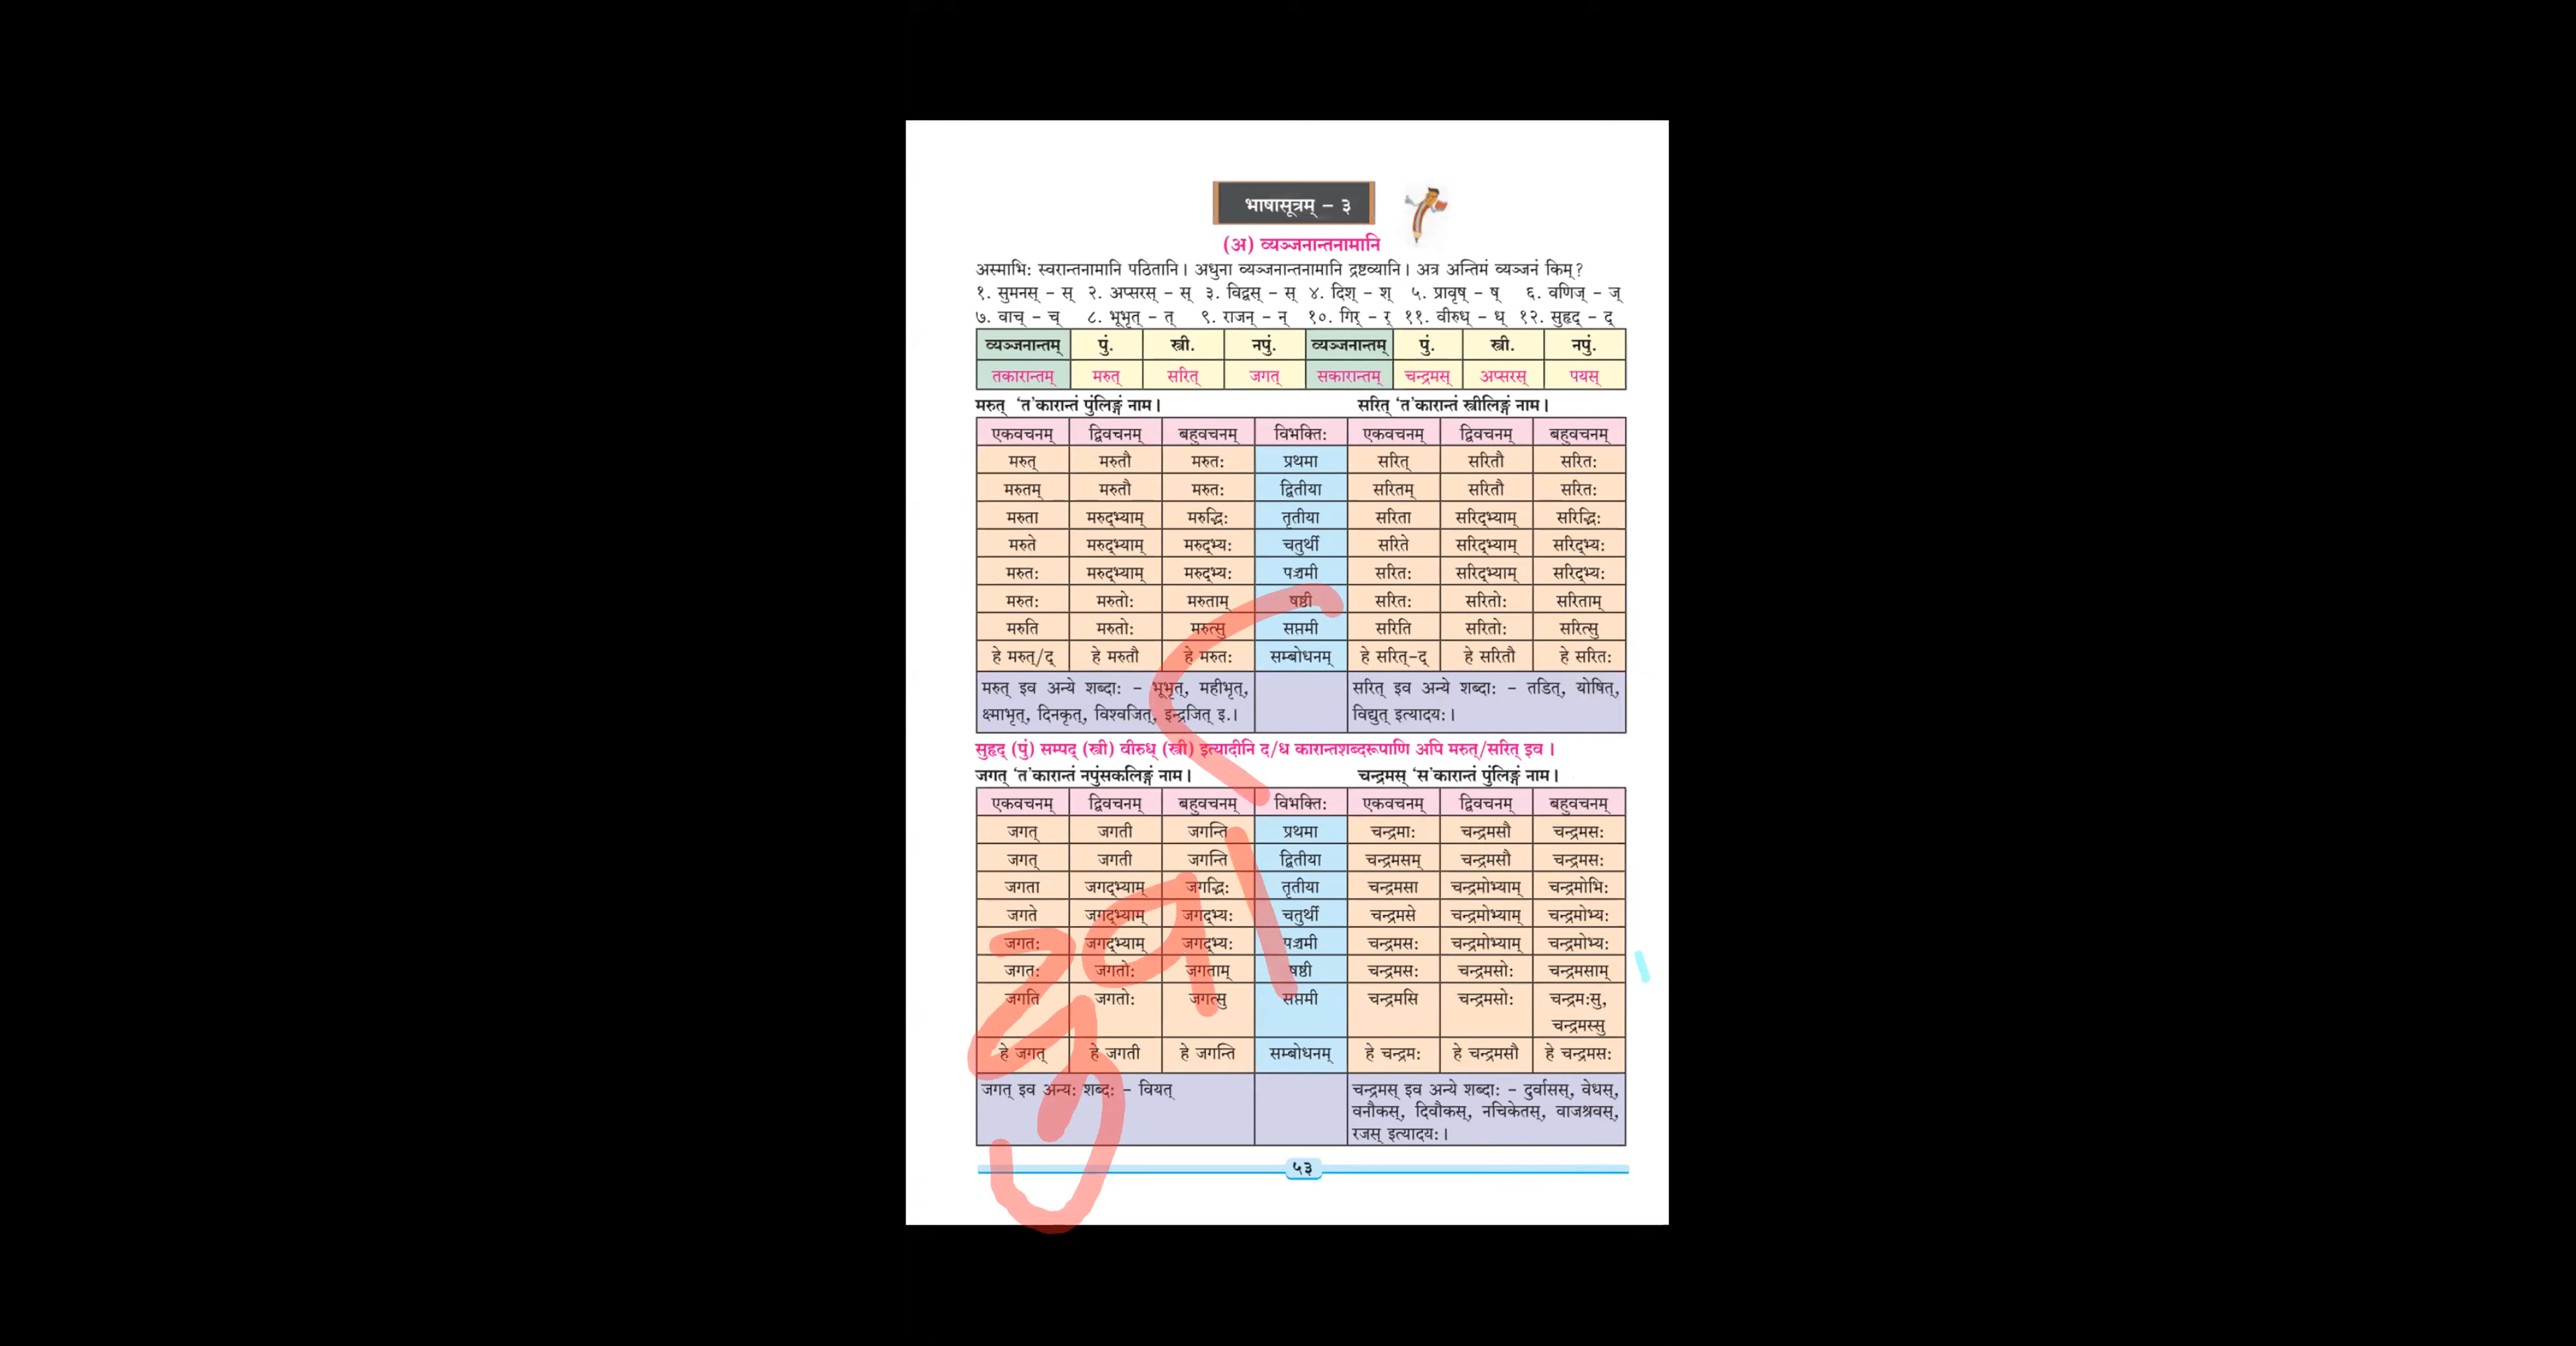 भाषासूत्रम् - ३
(अ) व्यञ्जनान्तनामानि
अस्माभिः स्वरान्तनामानि पठितानि। अधुना व्यञ्जनान्तनामानि द्रष्टव्यानि। अत्र अन्तिमं व्यञ्जनं किम्?
१. सुमनस् - स् २. अप्सरस् - स् ३. विद्वस् - स् ४. दिश् - श् ५. प्रावृष् - ष् ६. वणिज् - ज्
७. वाच् - च् ८. भूभृत् - त् ९. राजन् - न् १०. गिर् - र् ११. वीरुध् - ध् १२. सुहृद् - द्
व्यञ्जनान्तम् पुं. स्त्री. नपुं. व्यञ्जनान्तम् पुं. स्त्री. नपुं.
तकारान्तम् मरुत् सरित् जगत् सकारान्तम् चन्द्रमस् अप्सरस् पयस्
मरुत् 'त'कारान्तं पुंलिङ्गं नाम। सरित् 'त'कारान्तं स्त्रीलिङ्गं नाम।
एकवचनम् द्विवचनम् बहुवचनम् विभक्तिः एकवचनम् द्विवचनम् बहुवचनम्
मरुत् मरुतौ मरुतः प्रथमा सरित् सरितौ सरितः
मरुतम् मरुतौ मरुतः द्वितीया सरितम् सरितौ सरितः
मरुता मरुद्भ्याम् मरुद्भिः तृतीया सरिता सरिद्भ्याम् सरिद्भिः
मरुते मरुद्भ्याम् मरुद्भ्यः चतुर्थी सरिते सरिद्भ्याम् सरिद्भ्यः
मरुतः मरुद्भ्याम् मरुद्भ्यः पञ्चमी सरितः सरिद्भ्याम् सरिद्भ्यः
मरुतः मरुतोः मरुताम् षष्ठी सरितः सरितोः सरिताम्
मरुति मरुतोः मरुत्सु सप्तमी सरिति सरितोः सरित्सु
हे मरुत्/द् हे मरुतौ हे मरुतः सम्बोधनम् हे सरित्-द् हे सरितौ हे सरितः
मरुत् इव अन्ये शब्दाः - भूभृत्, महीभृत्, सरित् इव अन्ये शब्दाः - तडित्, योषित्,
क्ष्माभृत्, दिनकृत्, विश्वजित्, इन्द्रजित् इ.। विद्युत् इत्यादयः।
सुहृद् (पुं) सम्पद् (स्त्री) वीरुध् (स्त्री) इत्यादीनि द/ध कारान्तशब्दरूपाणि अपि मरुत्/सरित् इव।
जगत् 'त'कारान्तं नपुंसकलिङ्गं नाम। चन्द्रमस् 'स'कारान्तं पुंलिङ्गं नाम।
एकवचनम् द्विवचनम् बहुवचनम् विभक्तिः एकवचनम् द्विवचनम् बहुवचनम्
जगत् जगती जगन्ति प्रथमा चन्द्रमाः चन्द्रमसौ चन्द्रमसः
जगत् जगती जगन्ति द्वितीया चन्द्रमसम् चन्द्रमसौ चन्द्रमसः
जगता जगद्भ्याम् जगद्भिः तृतीया चन्द्रमसा चन्द्रमोभ्याम् चन्द्रमोभिः
जगते जगद्भ्याम् जगद्भ्यः चतुर्थी चन्द्रमसे चन्द्रमोभ्याम् चन्द्रमोभ्यः
जगतः जगद्भ्याम् जगद्भ्यः पञ्चमी चन्द्रमसः चन्द्रमोभ्याम् चन्द्रमोभ्यः
जगतः जगतोः जगताम् षष्ठी चन्द्रमसः चन्द्रमसोः चन्द्रमसाम्
जगति जगतोः जगत्सु सप्तमी चन्द्रमसि चन्द्रमसोः चन्द्रमःसु,
चन्द्रमस्सु
हे जगत् हे जगती हे जगन्ति सम्बोधनम् हे चन्द्रमः हे चन्द्रमसौ हे चन्द्रमसः
जगत् इव अन्यः शब्दः - वियत् चन्द्रमस् इव अन्ये शब्दाः - दुर्वासस्, वेधस्,
वनौकस्, दिवौकस्, नचिकेतस्, वाजश्रवस्,
रजस् इत्यादयः।
५३